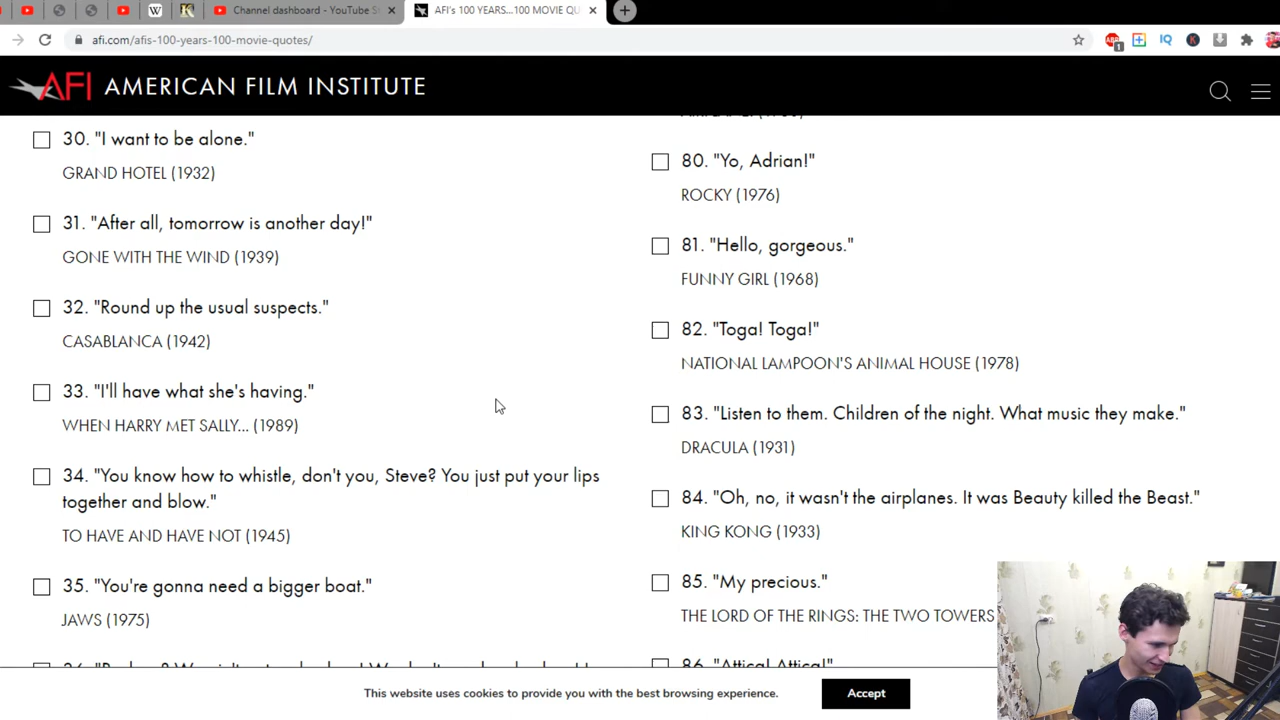 Channel dashboard - YouTube S
AFI's 100 YEARS...100 MOVIE QU
afi.com/afis-100-years-100-movie-quotes/
AFI AMERICAN FILM INSTITUTE
30. "I want to be alone."
GRAND HOTEL (1932)
31. "After all, tomorrow is another day!"
GONE WITH THE WIND (1939)
32. "Round up the usual suspects."
CASABLANCA (1942)
33. "I'll have what she's having."
WHEN HARRY MET SALLY... (1989)
34. "You know how to whistle, don't you, Steve? You just put your lips
together and blow."
TO HAVE AND HAVE NOT (1945)
35. "You're gonna need a bigger boat."
JAWS (1975)
80. "Yo, Adrian!"
ROCKY (1976)
81. "Hello, gorgeous."
FUNNY GIRL (1968)
82. "Toga! Toga!"
NATIONAL LAMPOON'S ANIMAL HOUSE (1978)
83. "Listen to them. Children of the night. What music they make."
DRACULA (1931)
84. "Oh, no, it wasn't the airplanes. It was Beauty killed the Beast."
KING KONG (1933)
85. "My precious."
THE LORD OF THE RINGS: THE TWO TOWERS
86. "Attica! Attica!"
This website uses cookies to provide you with the best browsing experience.
Accept